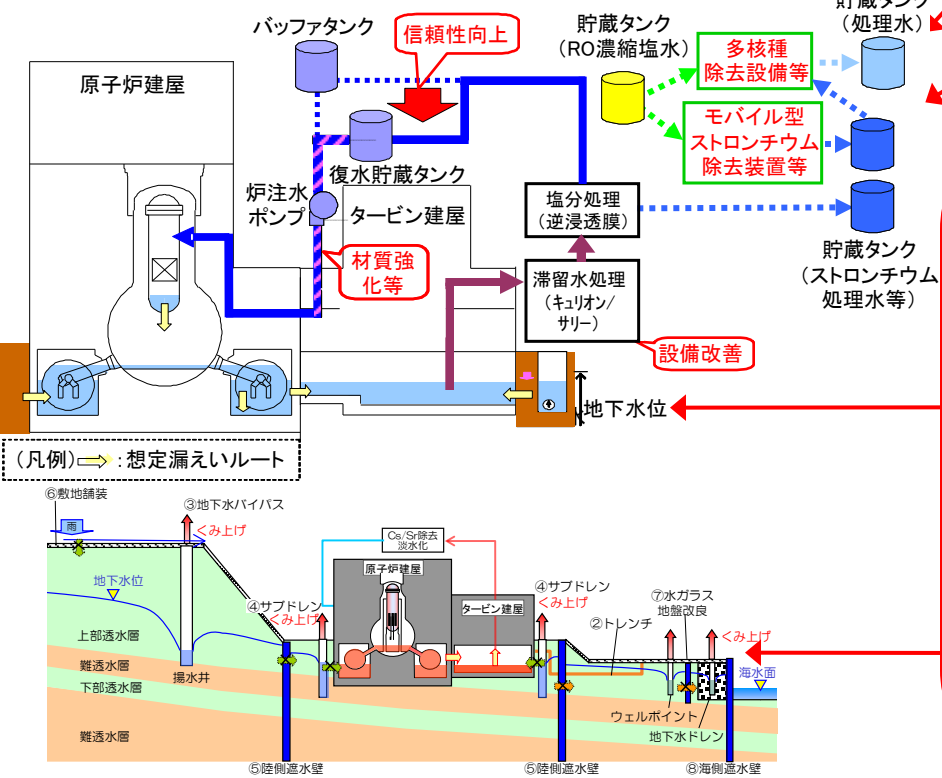 バッファタンク
信頼性向上
貯蔵タンク
(RO濃縮塩水)
多核種
除去設備等
貯蔵タンク
(処理水)
原子炉建屋
モバイル型
ストロンチウム
除去装置等
復水貯蔵タンク
炉注水
ポンプ
タービン建屋
塩分処理
(逆浸透膜)
材質強
化等
滞留水処理
(キュリオン/
サリー)
貯蔵タンク
(ストロンチウム
処理水等)
設備改善
地下水位
(凡例)⇨:想定漏えいルート
⑥敷地舗装
③地下水バイパス
雨
くみ上げ
Cs/Sr除去
淡水化
原子炉建屋
地下水位
④サブドレン
くみ上げ
タービン建屋
④サブドレン
くみ上げ
⑦水ガラス
地盤改良
②トレンチ
くみ上げ
上部透水層
難透水層
揚水井
下部透水層
難透水層
海水面
ウェルポイント
地下水ドレン
⑤陸側遮水壁
⑤陸側遮水壁
⑧海側遮水壁